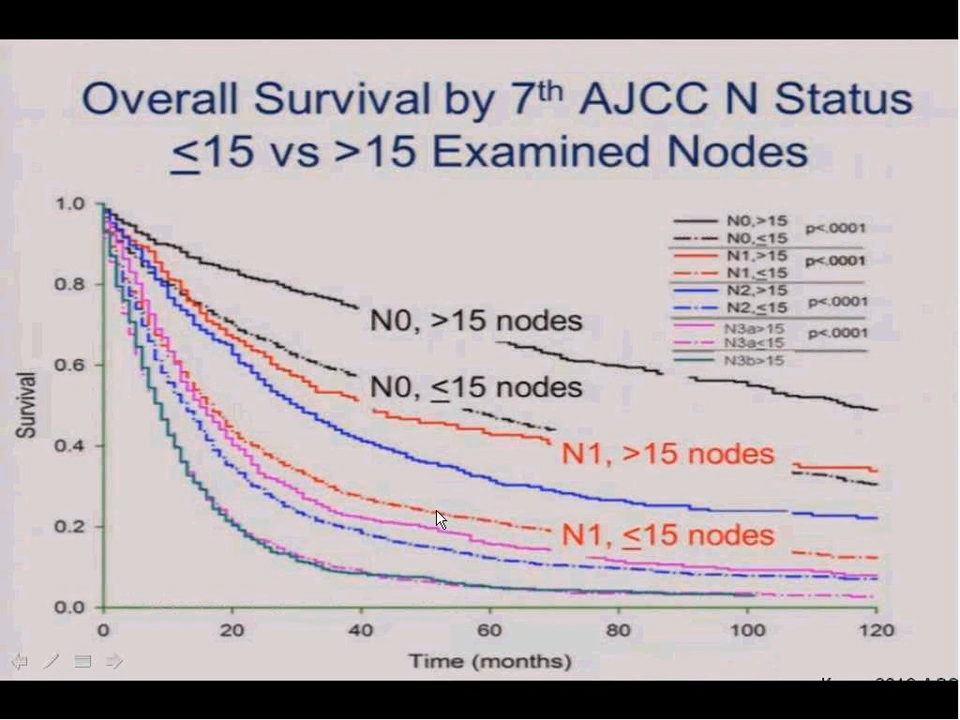 Overall Survival by 7th AJCC N Status
≤15 vs >15 Examined Nodes
1.0
0.8
0.6
0.4
0.2
0.0
Survival
N0,>15
N0,≤15
p<.0001
N1,>15
N1,≤15
p<.0001
N2,>15
N2,≤15
p<.0001
N3a>15
N3a≤15
p<.0001
N3b>15
N0, >15 nodes
N0, ≤15 nodes
N1, >15 nodes
N1, ≤15 nodes
0 20 40 60 80 100 120
Time (months)